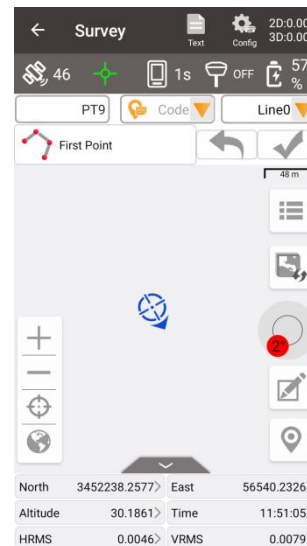 Survey
Text
Config
2D:0.00
3D:0.00
46
1s
OFF
57
%
PT9
Code
Line0
First Point
48 m
2°
North 3452238.2577 East 56540.2326
Altitude 30.1861 Time 11:51:05
HRMS 0.0046 VRMS 0.0079